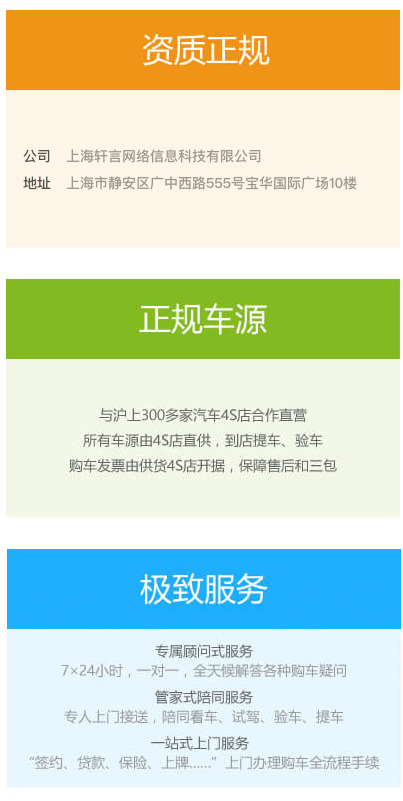 资质正规
公司 上海轩言网络信息科技有限公司
地址 上海市静安区广中西路555号宝华国际广场10楼
正规车源
与沪上300多家汽车4S店合作直营
所有车源由4S店直供，到店提车、验车
购车发票由供货4S店开据，保障售后和三包
极致服务
专属顾问式服务
7×24小时，一对一，全天候解答各种购车疑问
管家式陪同服务
专人上门接送，陪同看车、试驾、验车、提车
一站式上门服务
“签约、贷款、保险、上牌......”上门办理购车全流程手续